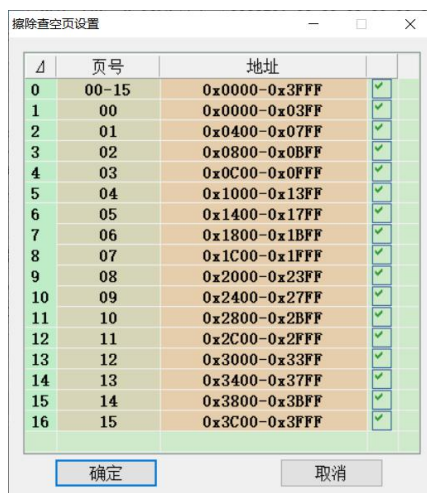 擦除查空页设置
⊿ 页号 地址
0 00-15 0x0000-0x3FFF
1 00 0x0000-0x03FF
2 01 0x0400-0x07FF
3 02 0x0800-0x0BFF
4 03 0x0C00-0x0FFF
5 04 0x1000-0x13FF
6 05 0x1400-0x17FF
7 06 0x1800-0x1BFF
8 07 0x1C00-0x1FFF
9 08 0x2000-0x23FF
10 09 0x2400-0x27FF
11 10 0x2800-0x2BFF
12 11 0x2C00-0x2FFF
13 12 0x3000-0x33FF
14 13 0x3400-0x37FF
15 14 0x3800-0x3BFF
16 15 0x3C00-0x3FFF
确定 取消